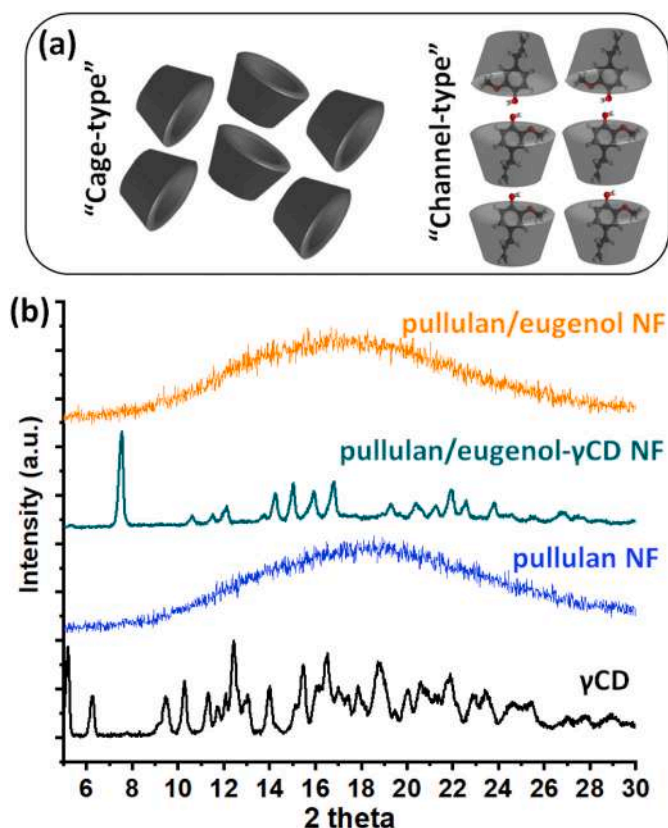 (a)
“Cage-type”
“Channel-type”
(b)
pullulan/eugenol NF
pullulan/eugenol-γCD NF
pullulan NF
γCD
Intensity (a.u.)
6 8 10 12 14 16 18 20 22 24 26 28 30
2 theta